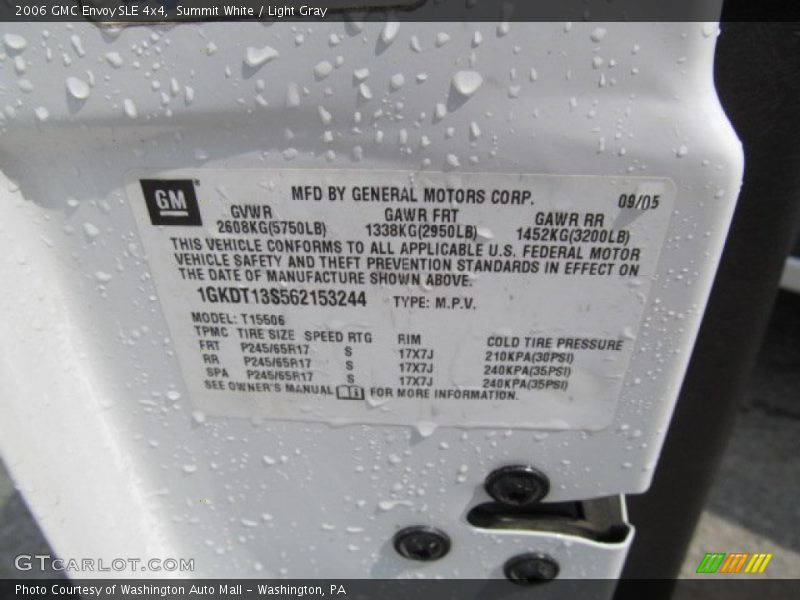 2006 GMC Envoy SLE 4x4, Summit White / Light Gray
GM
MFD BY GENERAL MOTORS CORP. 09/05
GVWR GAWR FRT GAWR RR
2608KG(5750LB) 1338KG(2950LB) 1452KG(3200LB)
THIS VEHICLE CONFORMS TO ALL APPLICABLE U.S. FEDERAL MOTOR
VEHICLE SAFETY AND THEFT PREVENTION STANDARDS IN EFFECT ON
THE DATE OF MANUFACTURE SHOWN ABOVE.
1GKDT13S562153244 TYPE: M.P.V.
MODEL: T15506
TPMC TIRE SIZE SPEED RTG RIM COLD TIRE PRESSURE
FRT P245/65R17 S 17X7J 210KPA(30PSI)
RR P245/65R17 S 17X7J 240KPA(35PSI)
SPA P245/65R17 S 17X7J 240KPA(35PSI)
SEE OWNER'S MANUAL FOR MORE INFORMATION.
GTCARLOT.COM
Photo Courtesy of Washington Auto Mall - Washington, PA